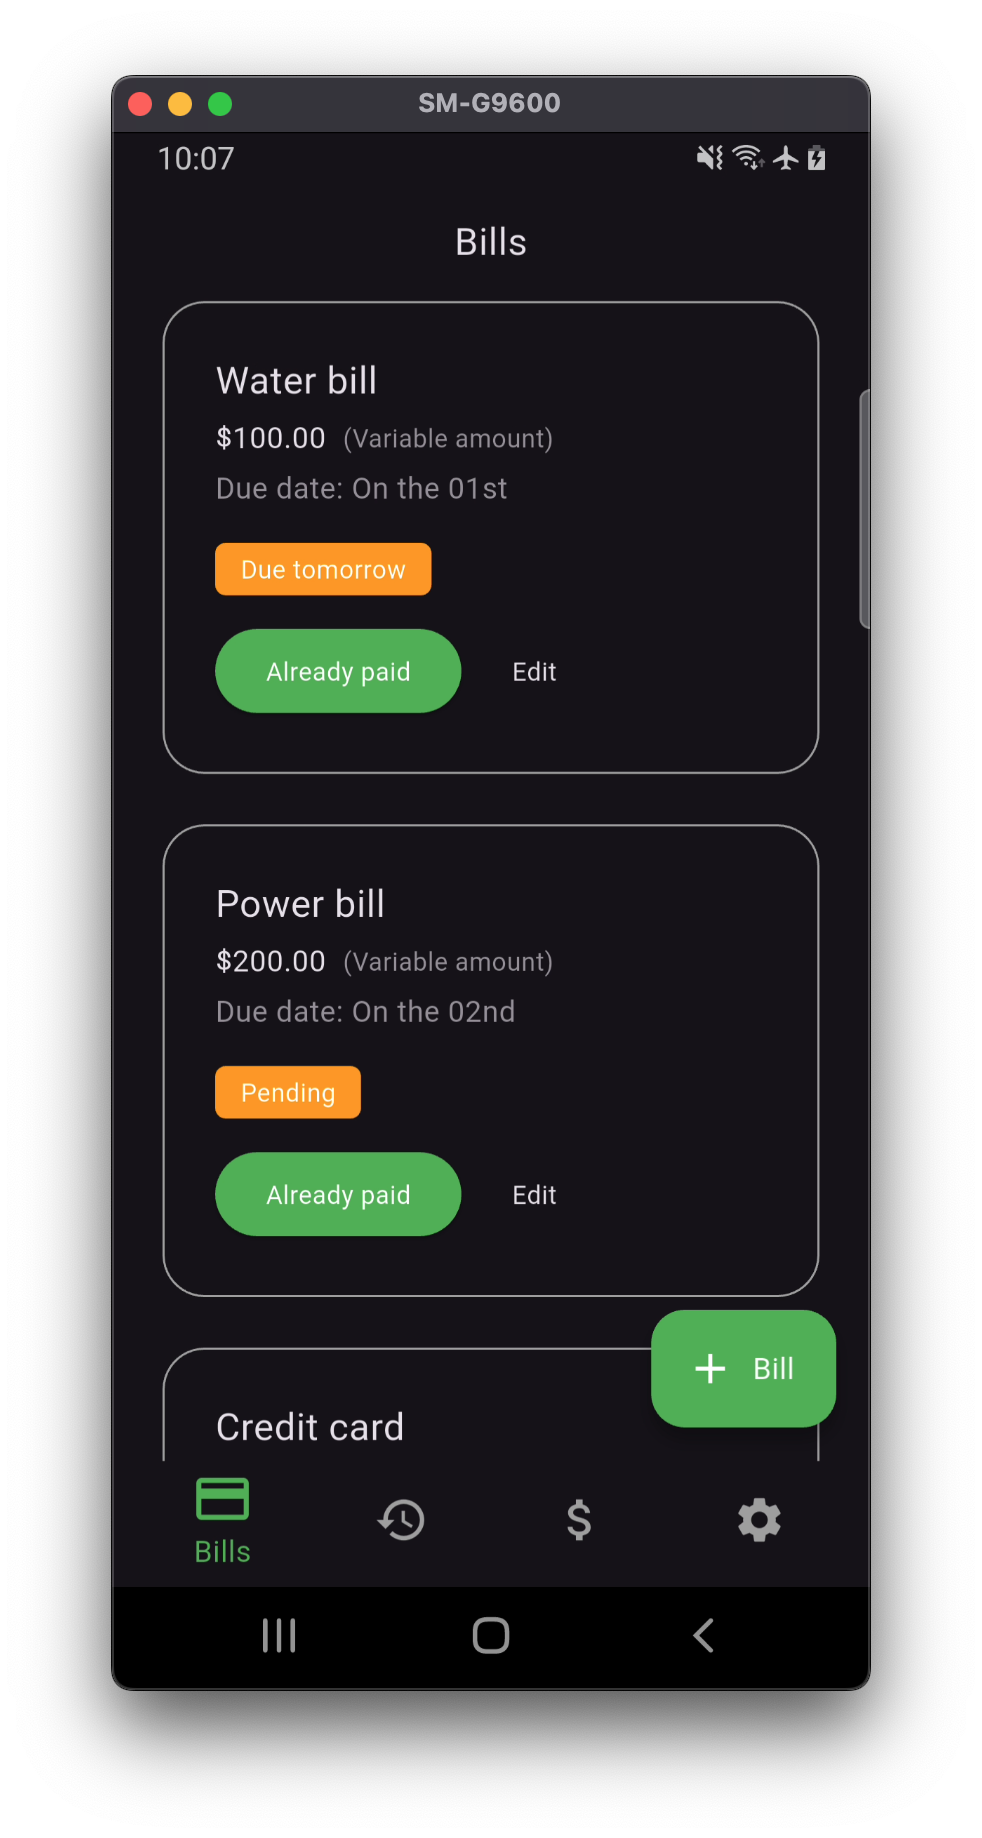 SM-G9600
10:07
Bills
Water bill
$100.00 (Variable amount)
Due date: On the 01st
Due tomorrow
Already paid Edit
Power bill
$200.00 (Variable amount)
Due date: On the 02nd
Pending
Already paid Edit
+ Bill
Credit card
Bills